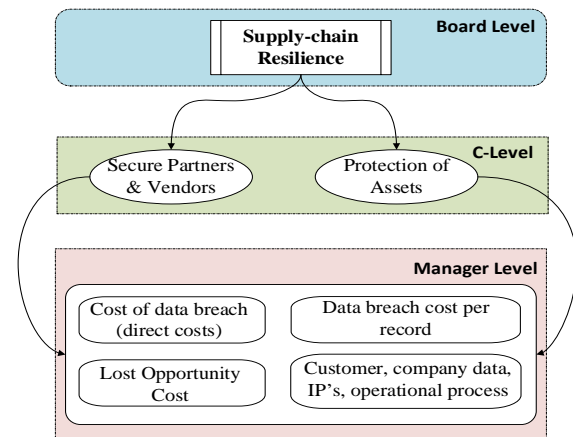 Board Level
Supply-chain
Resilience
C-Level
Secure Partners
& Vendors
Protection of
Assets
Manager Level
Cost of data breach
(direct costs)
Data breach cost per
record
Lost Opportunity
Cost
Customer, company data,
IP's, operational process